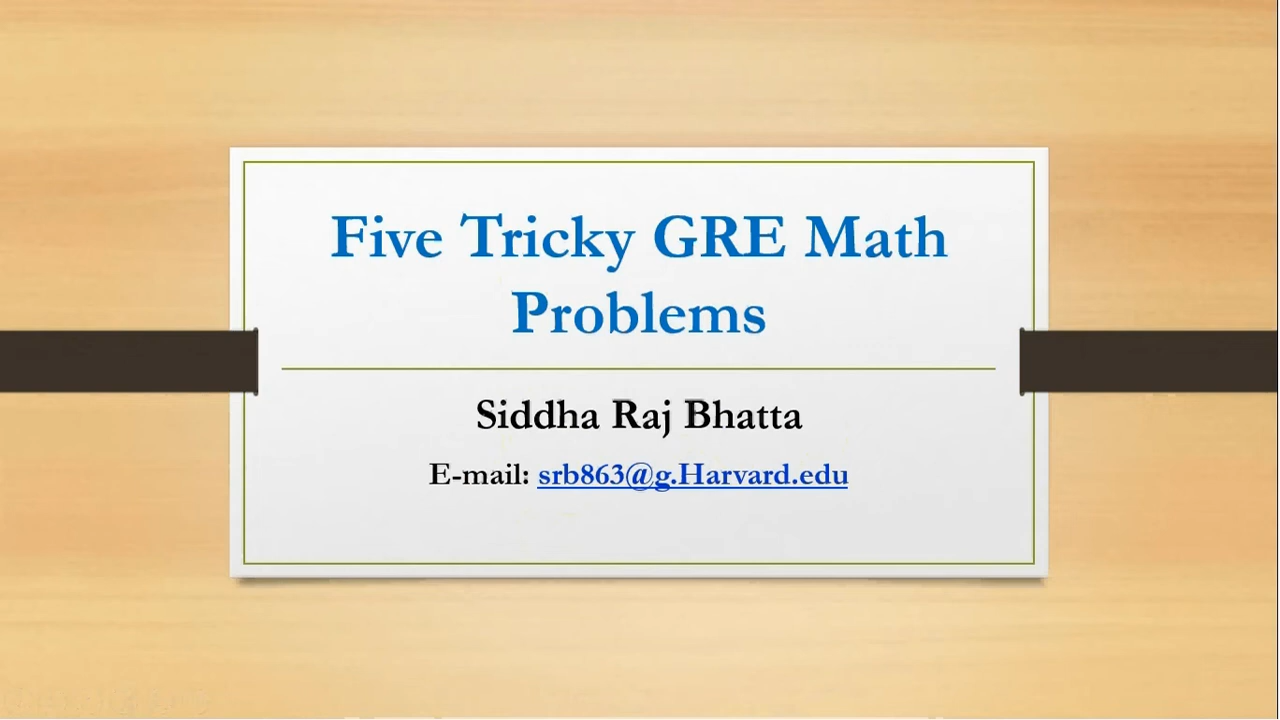 Five Tricky GRE Math
Problems
Siddha Raj Bhatta
E-mail: srb863@g.Harvard.edu